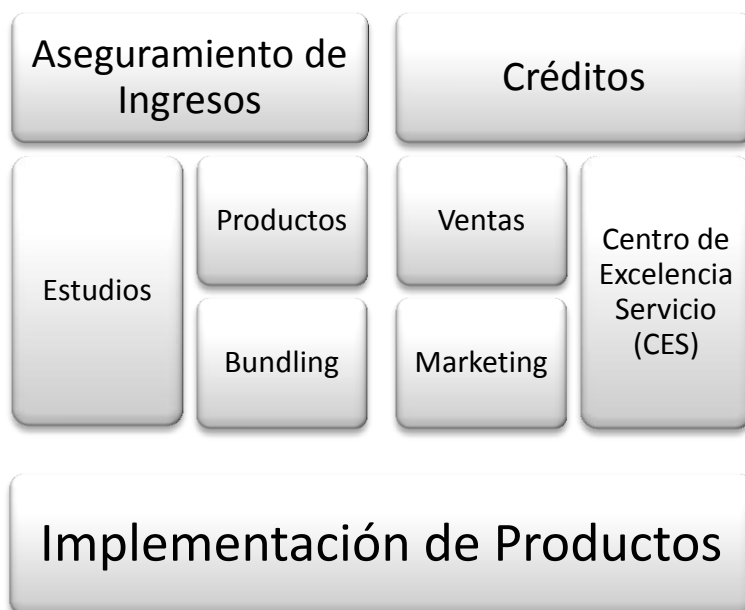 Aseguramiento de
Ingresos
Créditos
Estudios
Productos
Bundling
Ventas
Marketing
Centro de
Excelencia
Servicio
(CES)
Implementación de Productos